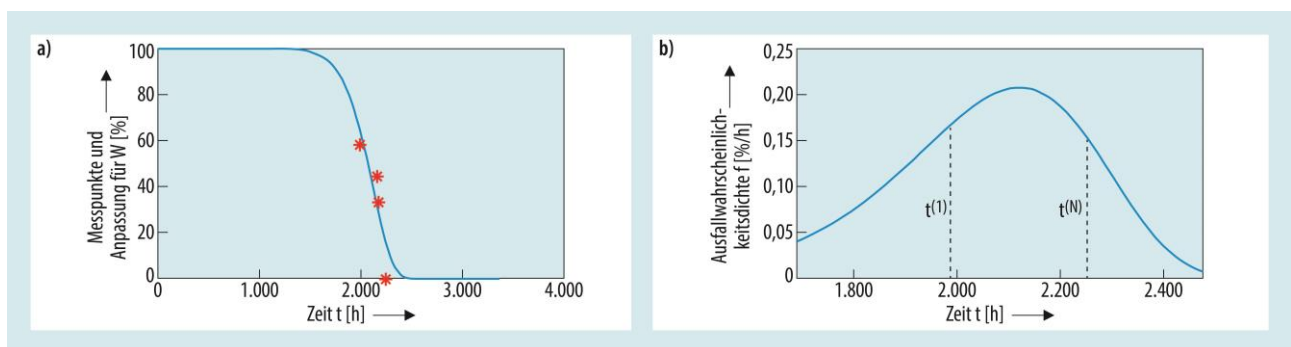 a)
Messpunkte und
Anpassung für W [%]
100
80
60
40
20
0
0
1.000
2.000
3.000
4.000
Zeit t [h]
b)
Ausfallwahrscheinlich-
keitsdichte f [%/h]
0,25
0,20
0,15
0,10
0,05
0
t(1)
t(N)
1.800
2.000
2.200
2.400
Zeit t [h]